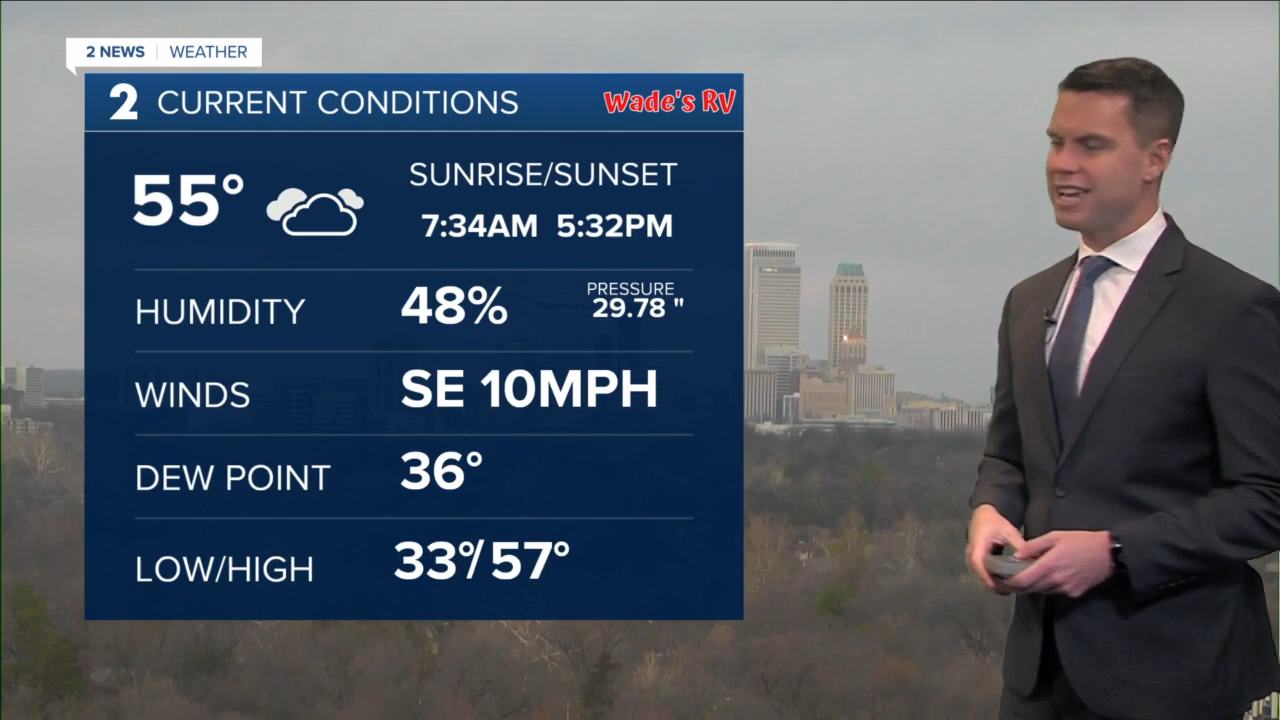 2 NEWS | WEATHER
2 CURRENT CONDITIONS Wade's RV
55° SUNRISE/SUNSET
7:34AM 5:32PM
HUMIDITY 48% PRESSURE
29.78 "
WINDS SE 10MPH
DEW POINT 36°
LOW/HIGH 33°/57°